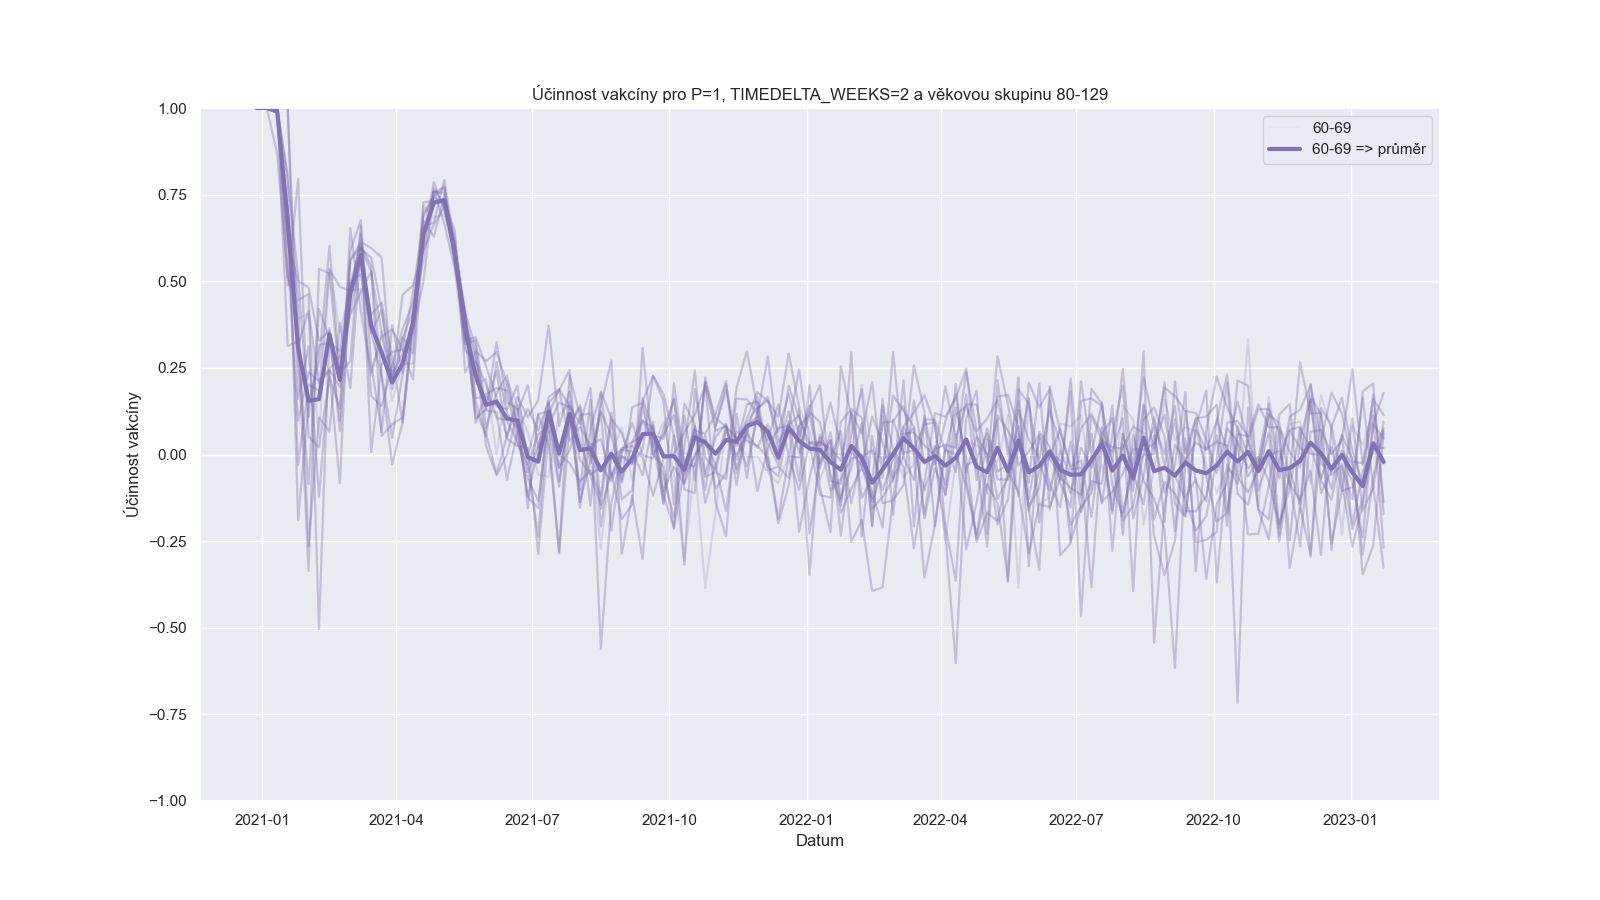 Účinnost vakcíny pro P=1, TIMEDELTA_WEEKS=2 a věkovou skupinu 80-129
60-69
60-69 => průměr
Účinnost vakcíny
1.00
0.75
0.50
0.25
0.00
−0.25
−0.50
−0.75
−1.00
2021-01 2021-04 2021-07 2021-10 2022-01 2022-04 2022-07 2022-10 2023-01
Datum